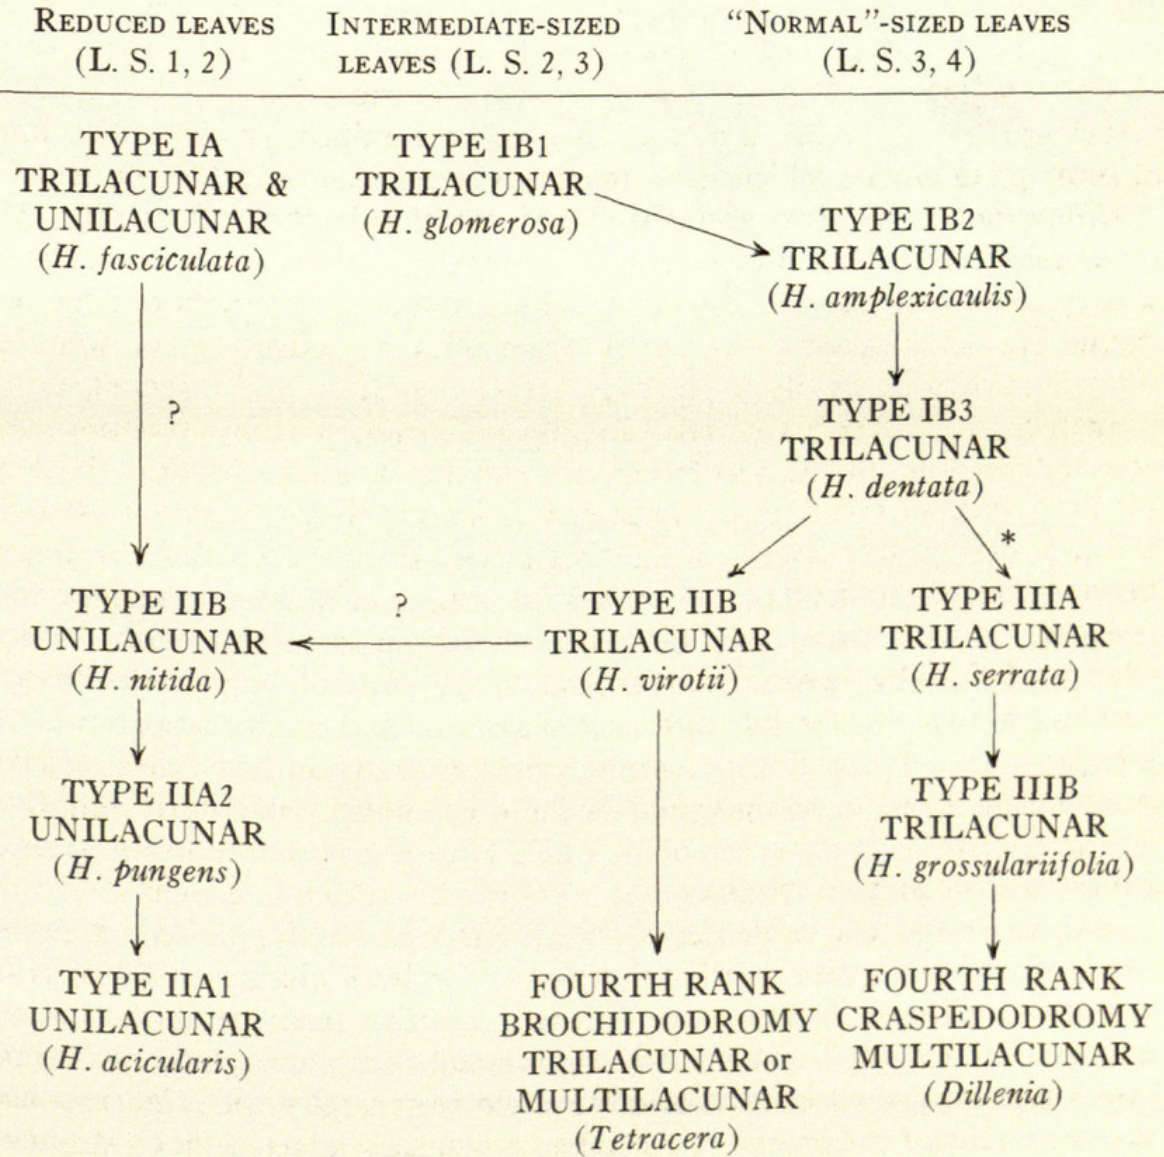 REDUCED LEAVES
(L. S. 1, 2)
INTERMEDIATE-SIZED
LEAVES (L. S. 2, 3)
“NORMAL”-SIZED LEAVES
(L. S. 3, 4)
TYPE IA
TRILACUNAR &
UNILACUNAR
(H. fasciculata)
TYPE IB1
TRILACUNAR
(H. glomerosa)
TYPE IB2
TRILACUNAR
(H. amplexicaulis)
?
TYPE IB3
TRILACUNAR
(H. dentata)
*
TYPE IIB
UNILACUNAR
(H. nitida)
?
TYPE IIB
TRILACUNAR
(H. virotii)
TYPE IIIA
TRILACUNAR
(H. serrata)
TYPE IIA2
UNILACUNAR
(H. pungens)
TYPE IIIB
TRILACUNAR
(H. grossulariifolia)
TYPE IIA1
UNILACUNAR
(H. acicularis)
FOURTH RANK
BROCHIDODROMY
TRILACUNAR or
MULTILACUNAR
(Tetracera)
FOURTH RANK
CRASPEDODROMY
MULTILACUNAR
(Dillenia)